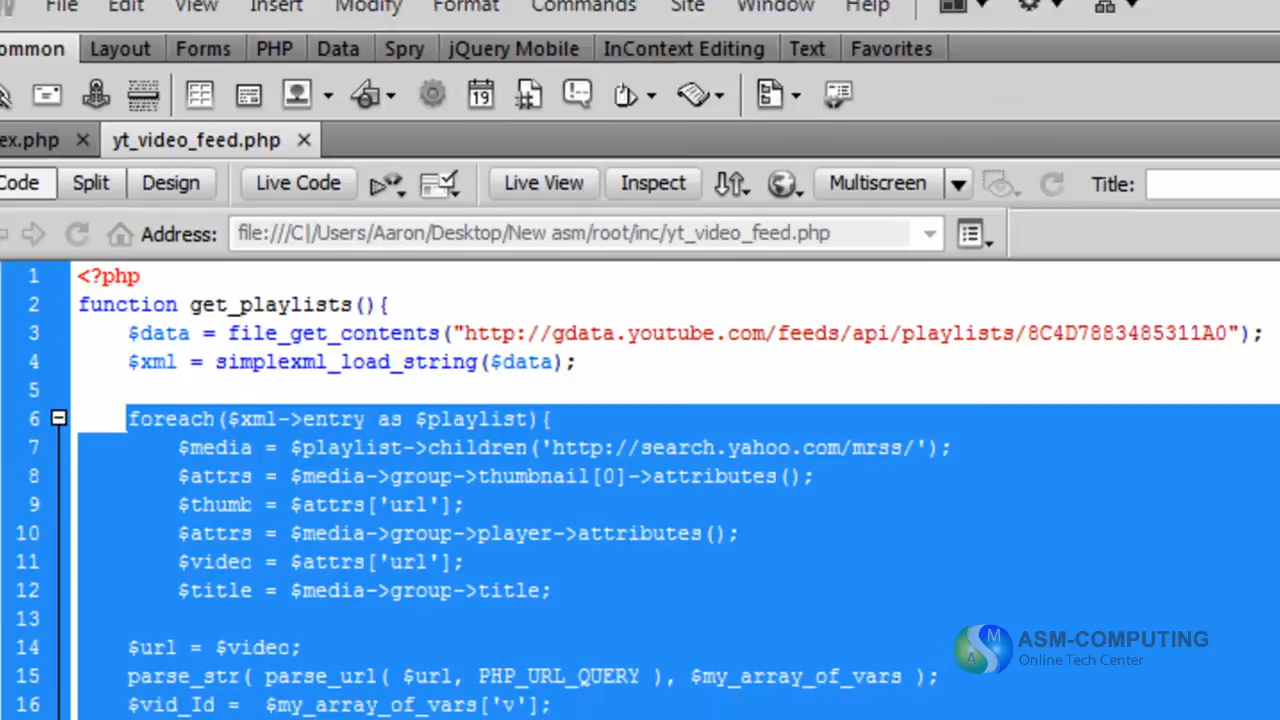 File Edit View Insert Modify Format Commands Site Window Help
ommon Layout Forms PHP Data Spry jQuery Mobile InContext Editing Text Favorites
19
ex.php yt_video_feed.php
Code Split Design Live Code Live View Inspect Multiscreen Title:
Address: file:///C|/Users/Aaron/Desktop/New asm/root/inc/yt_video_feed.php
1 <?php
2 function get_playlists(){
3 $data = file_get_contents("http://gdata.youtube.com/feeds/api/playlists/8C4D7883485311A0");
4 $xml = simplexml_load_string($data);
5
6 foreach($xml->entry as $playlist){
7 $media = $playlist->children('http://search.yahoo.com/mrss/');
8 $attrs = $media->group->thumbnail[0]->attributes();
9 $thumb = $attrs['url'];
10 $attrs = $media->group->player->attributes();
11 $video = $attrs['url'];
12 $title = $media->group->title;
13
14 $url = $video;
15 parse_str( parse_url( $url, PHP_URL_QUERY ), $my_array_of_vars );
16 $vid_Id = $my_array_of_vars['v'];
A S M ASM-COMPUTING
Online Tech Center